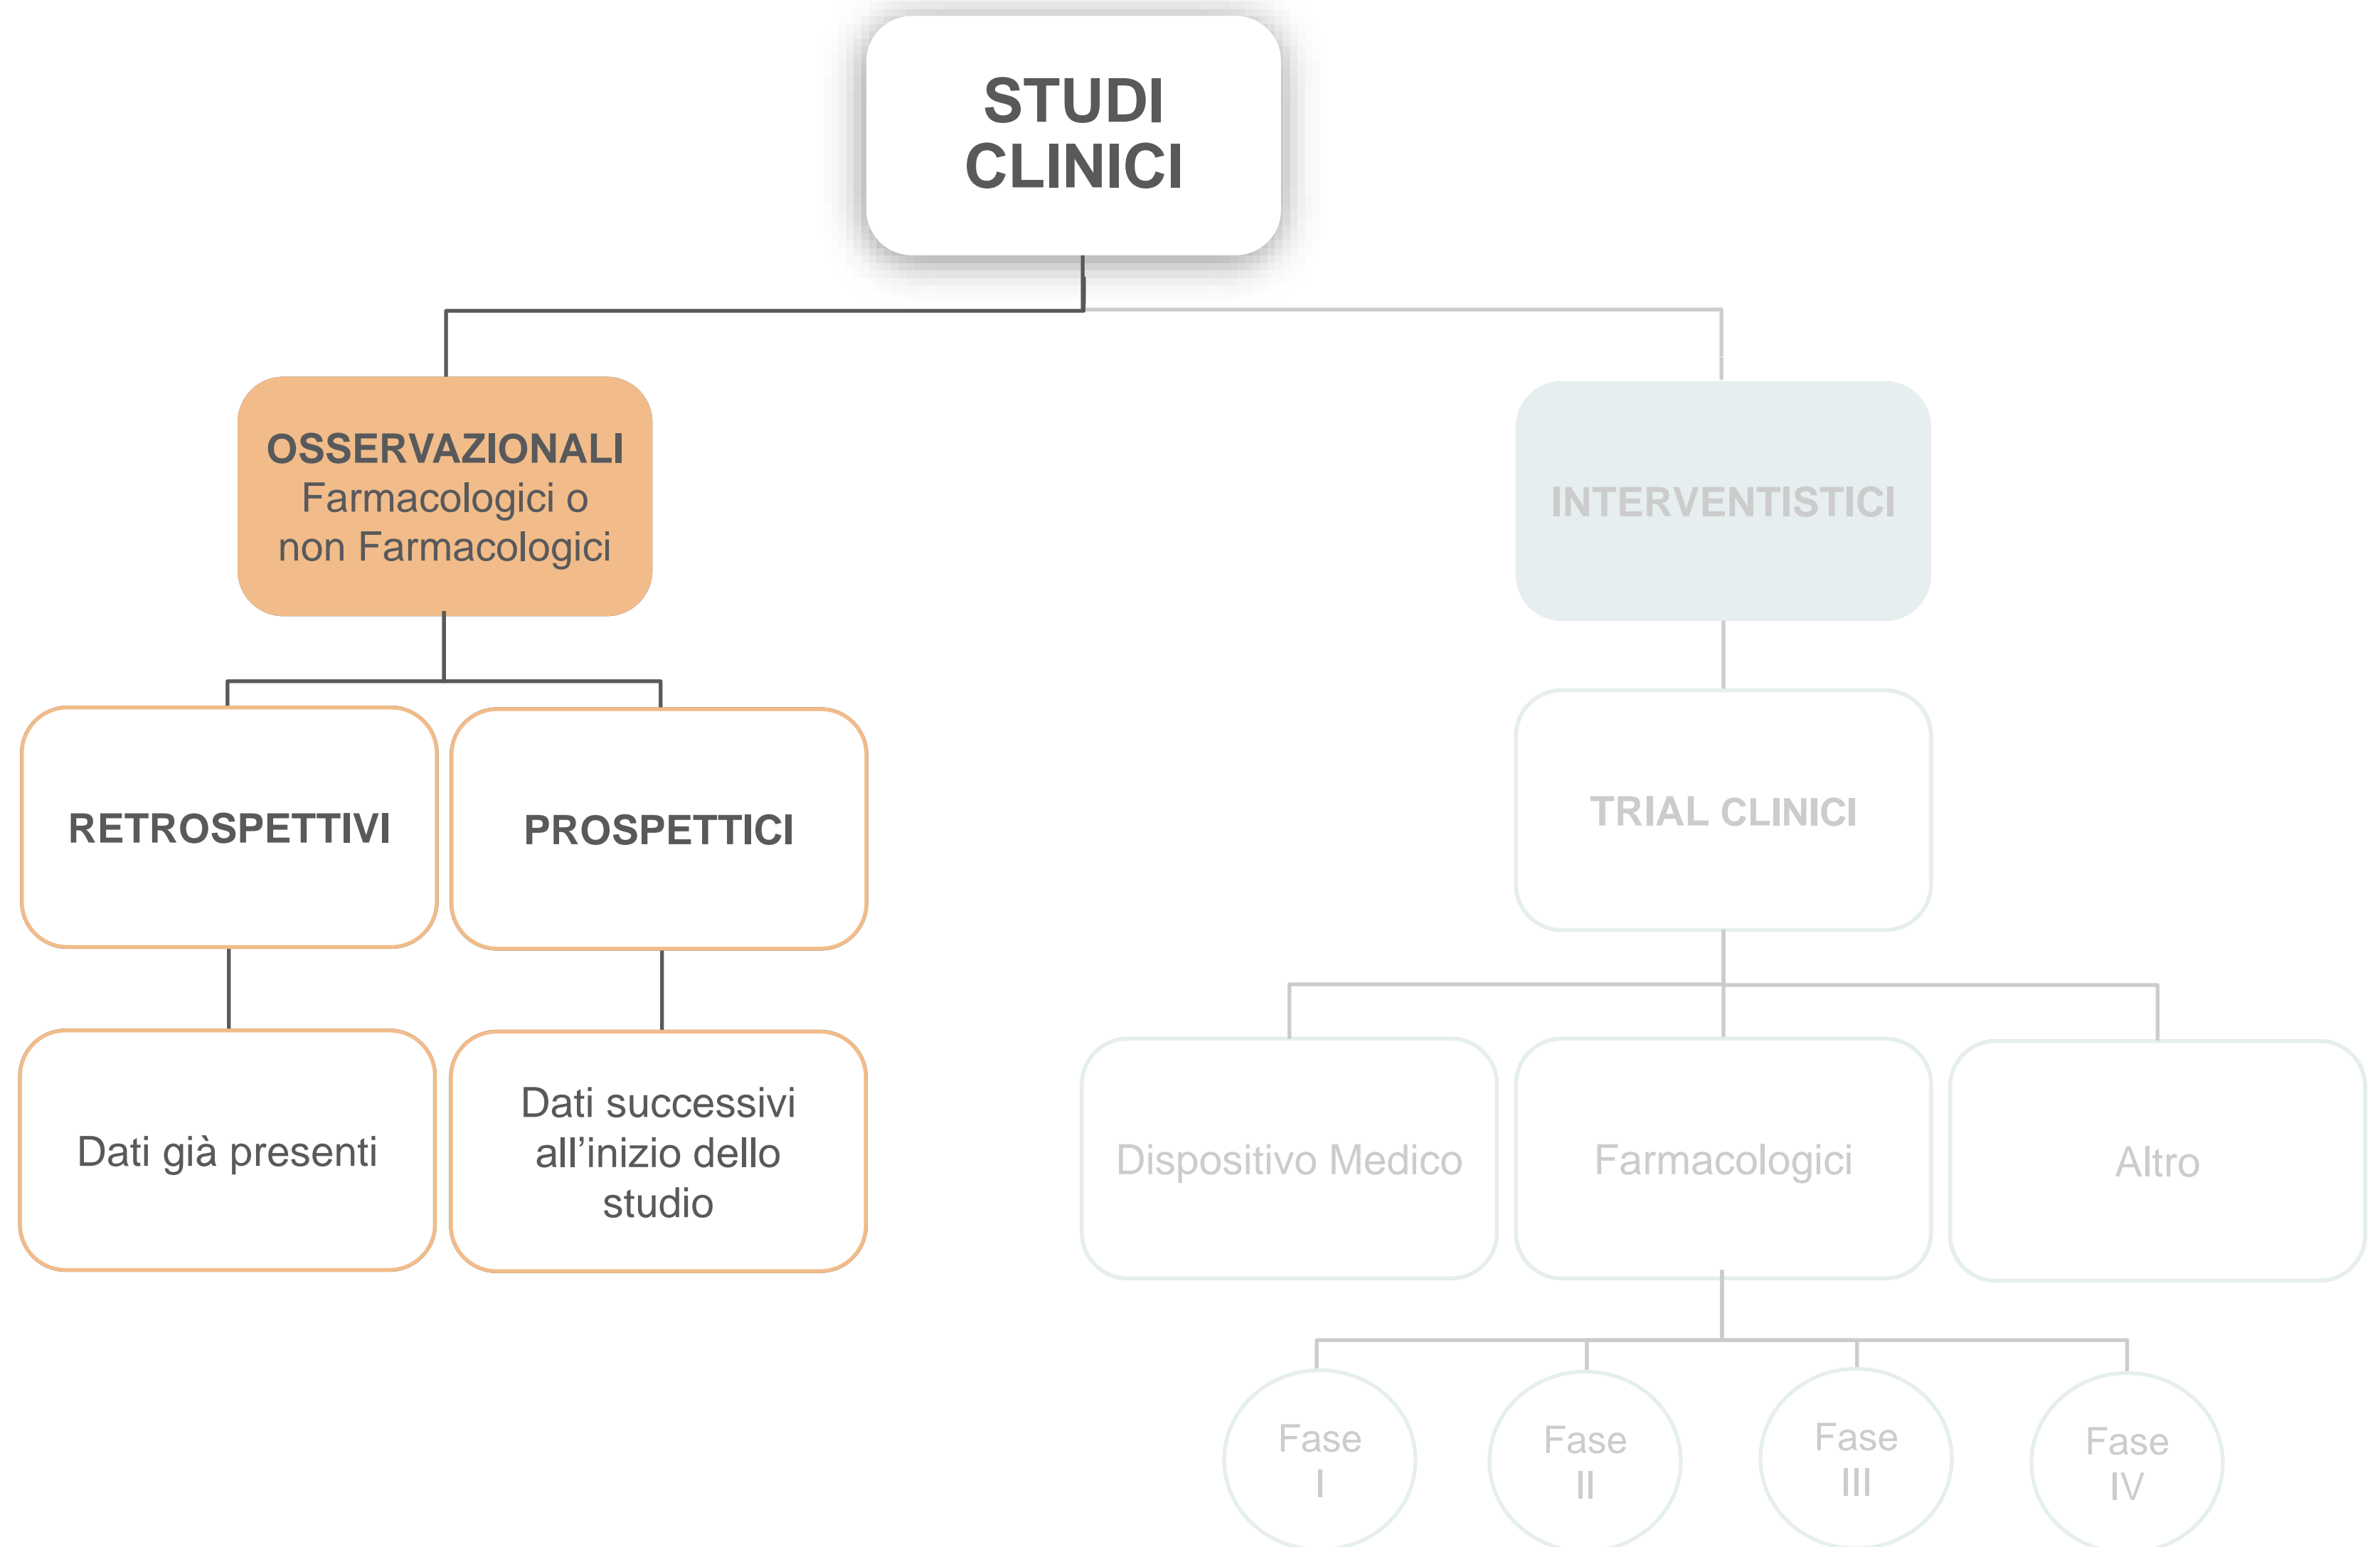 STUDI
CLINICI
OSSERVAZIONALI
Farmacologici o
non Farmacologici
INTERVENTISTICI
RETROSPETTIVI
PROSPETTICI
TRIAL CLINICI
Dati già presenti
Dati successivi
all’inizio dello
studio
Dispositivo Medico
Farmacologici
Altro
Fase
I
Fase
II
Fase
III
Fase
IV